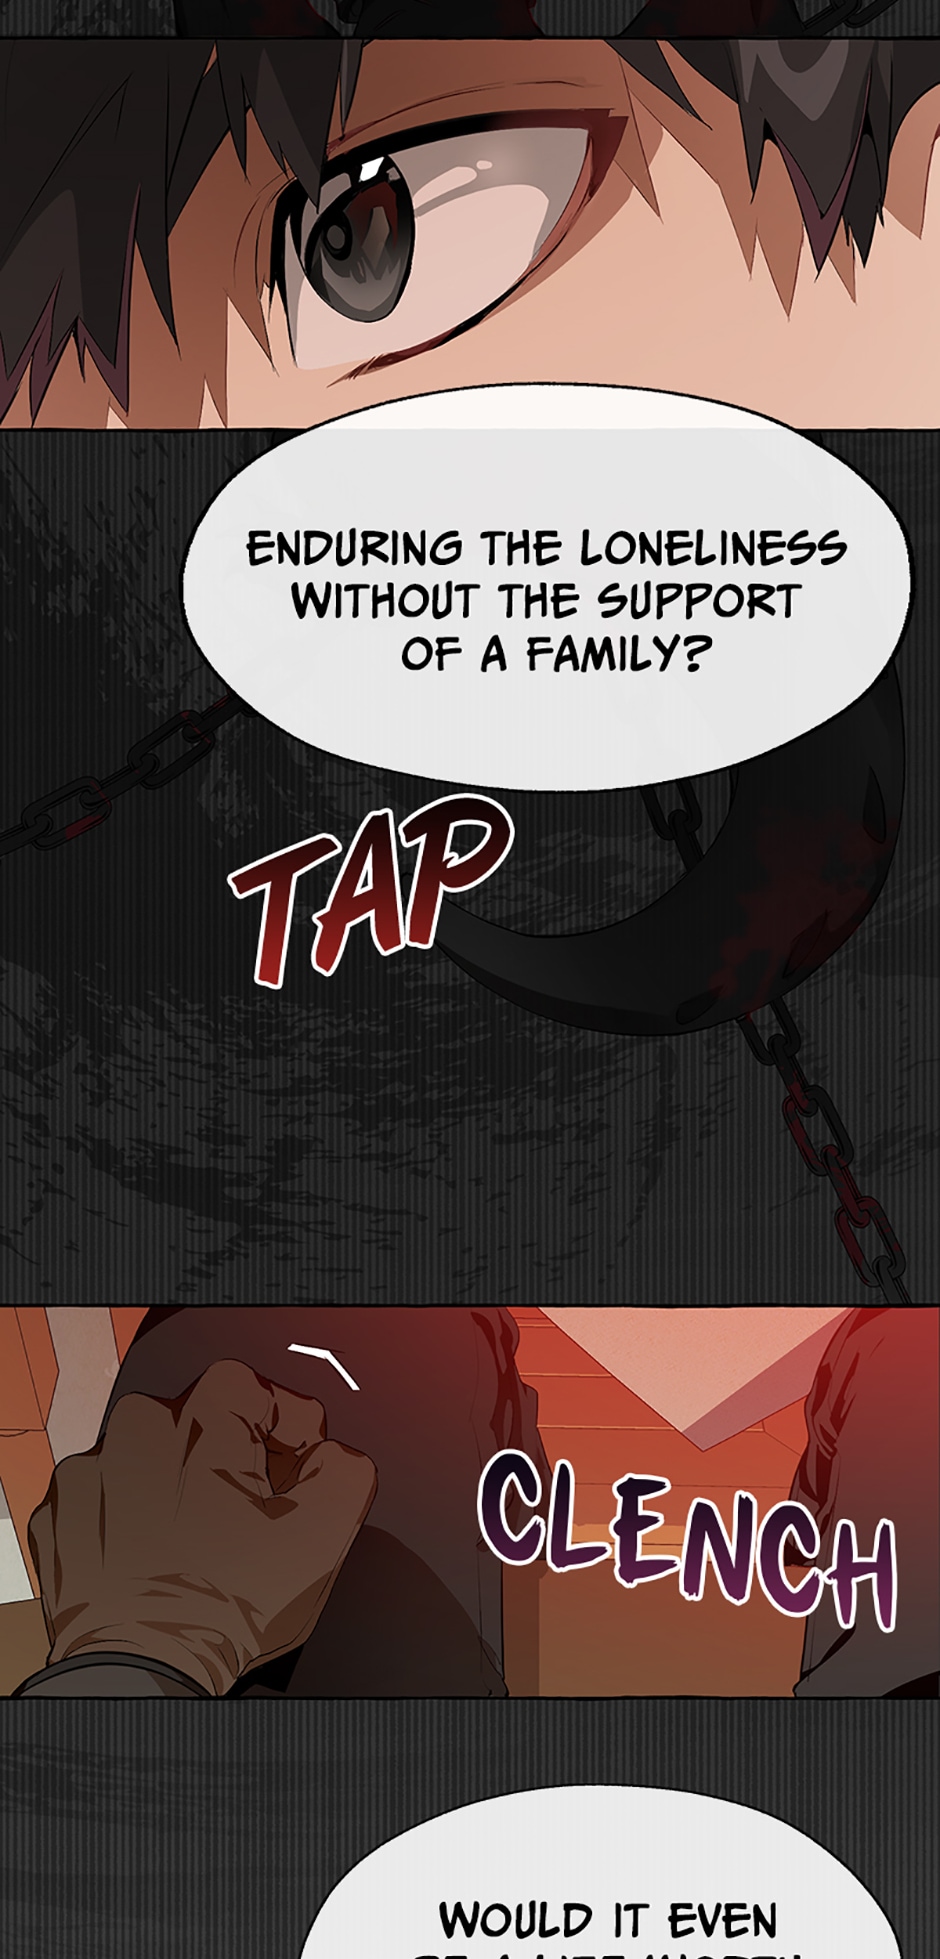 ENDURING THE LONELINESS
WITHOUT THE SUPPORT
OF A FAMILY?
TAP
CLENCH
WOULD IT EVEN